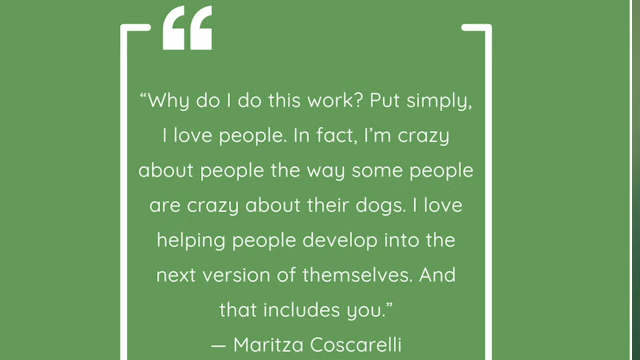 “Why do I do this work? Put simply,
I love people. In fact, I’m crazy
about people the way some people
are crazy about their dogs. I love
helping people develop into the
next version of themselves. And
that includes you.”
— Maritza Coscarelli